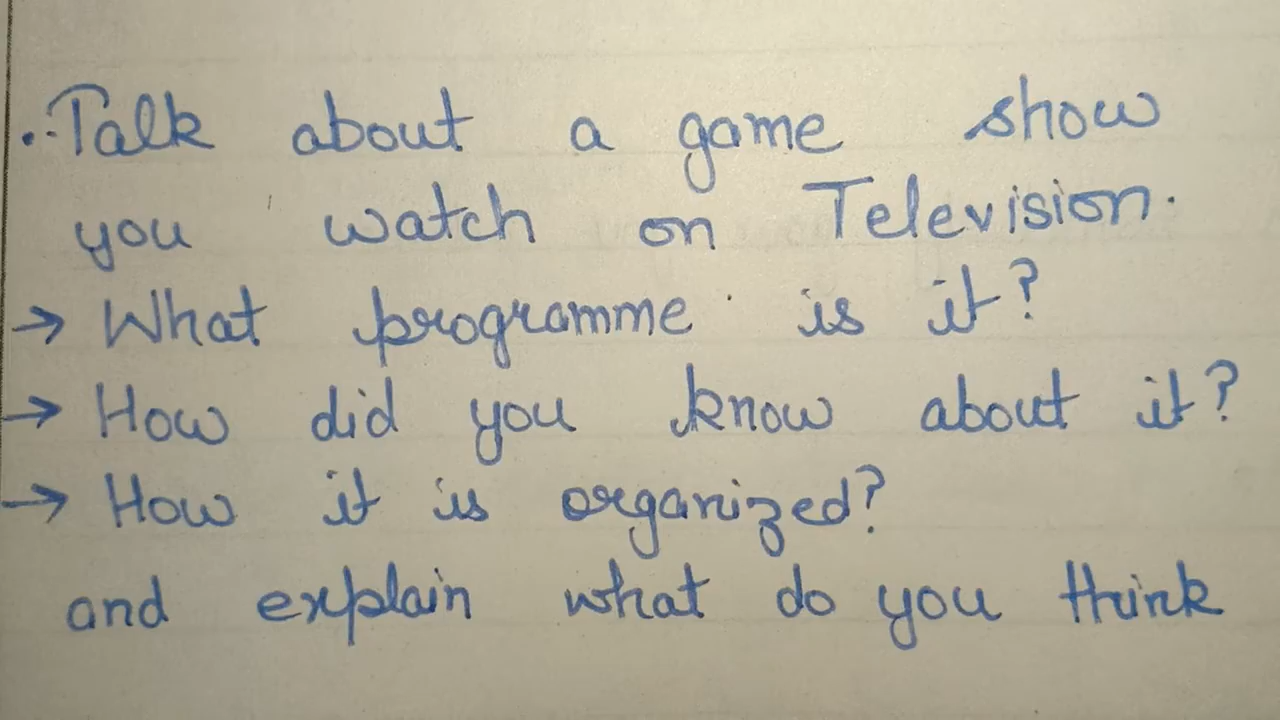 Talk about a game show
you watch on Television.
→ What programme is it?
→ How did you know about it?
→ How it is organized?
and explain what do you think